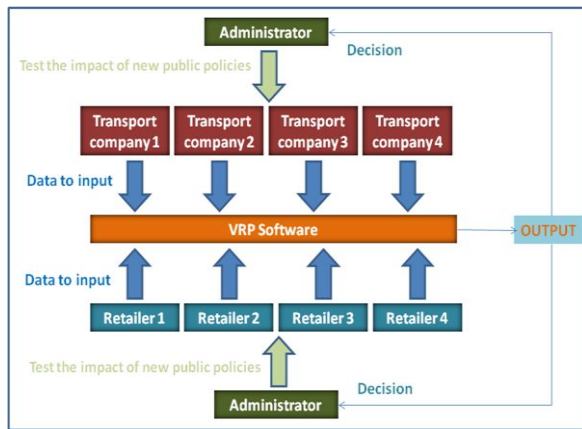 Administrator
Decision
Test the impact of new public policies
Transport company 1
Transport company 2
Transport company 3
Transport company 4
Data to input
VRP Software
OUTPUT
Data to input
Retailer 1
Retailer 2
Retailer 3
Retailer 4
Test the impact of new public policies
Decision
Administrator